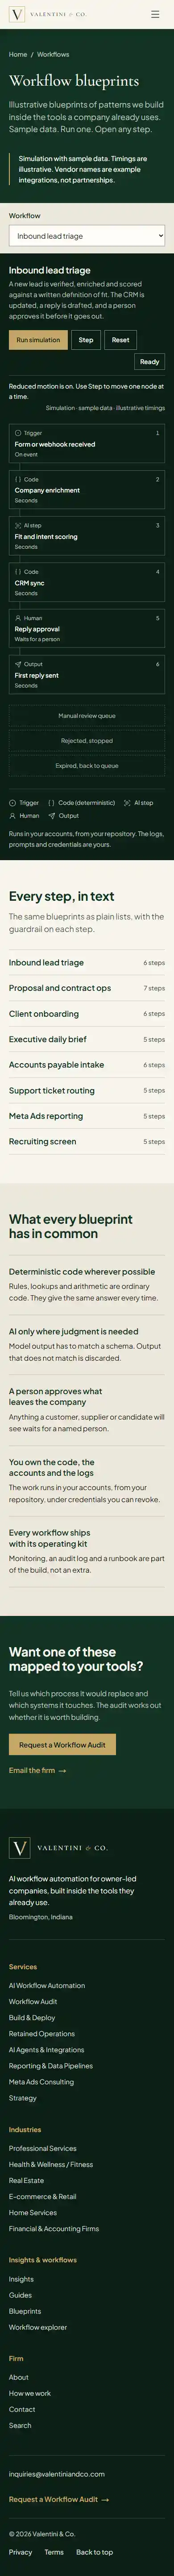 V VALENTINI & CO.
Home / Workflows
Workflow blueprints
Illustrative blueprints of patterns we build
inside the tools a company already uses.
Sample data. Run one. Open any step.
Simulation with sample data. Timings are
illustrative. Vendor names are example
integrations, not partnerships.
Workflow
Inbound lead triage
Inbound lead triage
A new lead is verified, enriched and scored
against a written definition of fit. The CRM is
updated, a reply is drafted, and a person
approves it before it goes out.
Run simulation
Step
Reset
Ready
Reduced motion is on. Use Step to move one node at
a time.
Simulation · sample data · illustrative timings
Trigger 1
Form or webhook received
On event
Code 2
Company enrichment
Seconds
AI step 3
Fit and intent scoring
Seconds
Code 4
CRM sync
Seconds
Human 5
Reply approval
Waits for a person
Output 6
First reply sent
Seconds
Manual review queue
Rejected, stopped
Expired, back to queue
Trigger Code (deterministic) AI step
Human Output
Runs in your accounts, from your repository. The logs,
prompts and credentials are yours.
Every step, in text
The same blueprints as plain lists, with the
guardrail on each step.
Inbound lead triage 6 steps
Proposal and contract ops 7 steps
Client onboarding 6 steps
Executive daily brief 5 steps
Accounts payable intake 6 steps
Support ticket routing 5 steps
Meta Ads reporting 5 steps
Recruiting screen 5 steps
What every blueprint
has in common
Deterministic code wherever possible
Rules, lookups and arithmetic are ordinary
code. They give the same answer every time.
AI only where judgment is needed
Model output has to match a schema. Output
that does not match is discarded.
A person approves what
leaves the company
Anything a customer, supplier or candidate will
see waits for a named person.
You own the code, the
accounts and the logs
The work runs in your accounts, from your
repository, under credentials you can revoke.
Every workflow ships
with its operating kit
Monitoring, an audit log and a runbook are part
of the build, not an extra.
Want one of these
mapped to your tools?
Tell us which process it would replace and
which systems it touches. The audit works out
whether it is worth building.
Request a Workflow Audit
Email the firm →
V VALENTINI & CO.
AI workflow automation for owner-led
companies, built inside the tools they
already use.
Bloomington, Indiana
Services
AI Workflow Automation
Workflow Audit
Build & Deploy
Retained Operations
AI Agents & Integrations
Reporting & Data Pipelines
Meta Ads Consulting
Strategy
Industries
Professional Services
Health & Wellness / Fitness
Real Estate
E-commerce & Retail
Home Services
Financial & Accounting Firms
Insights & workflows
Insights
Guides
Blueprints
Workflow explorer
Firm
About
How we work
Contact
Search
inquiries@valentiniandco.com
Request a Workflow Audit →
© 2026 Valentini & Co.
Privacy Terms Back to top